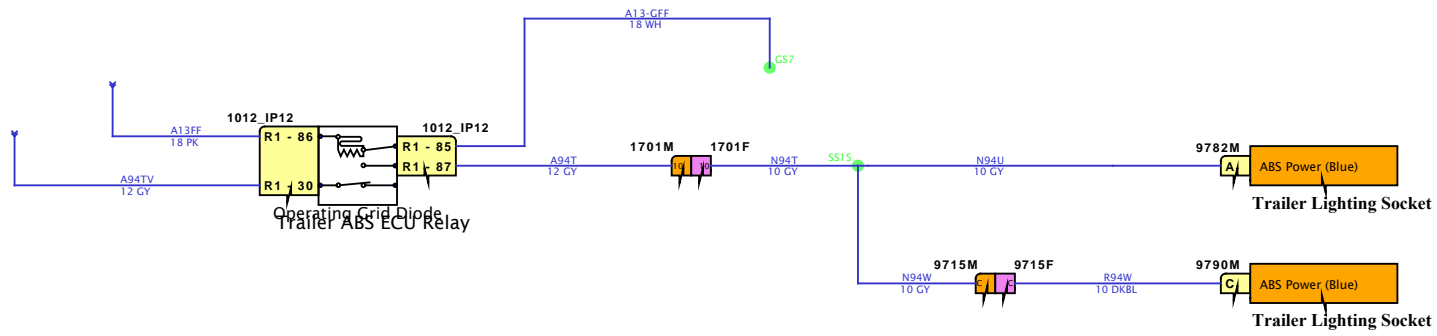 A13-GFF
18 WH
GS7
1012_IP12
A13FF
18 PK
R1 - 86
1012_IP12
R1 - 85
R1 - 87
A94TV
12 GY
R1 - 30
Operating Grid Diode
Trailer ABS ECU Relay
A94T
12 GY
1701M
1701F
10
10
N94T
10 GY
SS1S
N94U
10 GY
9782M
A
ABS Power (Blue)
Trailer Lighting Socket
N94W
10 GY
9715M
9715F
C
C
R94W
10 DKBL
9790M
C
ABS Power (Blue)
Trailer Lighting Socket